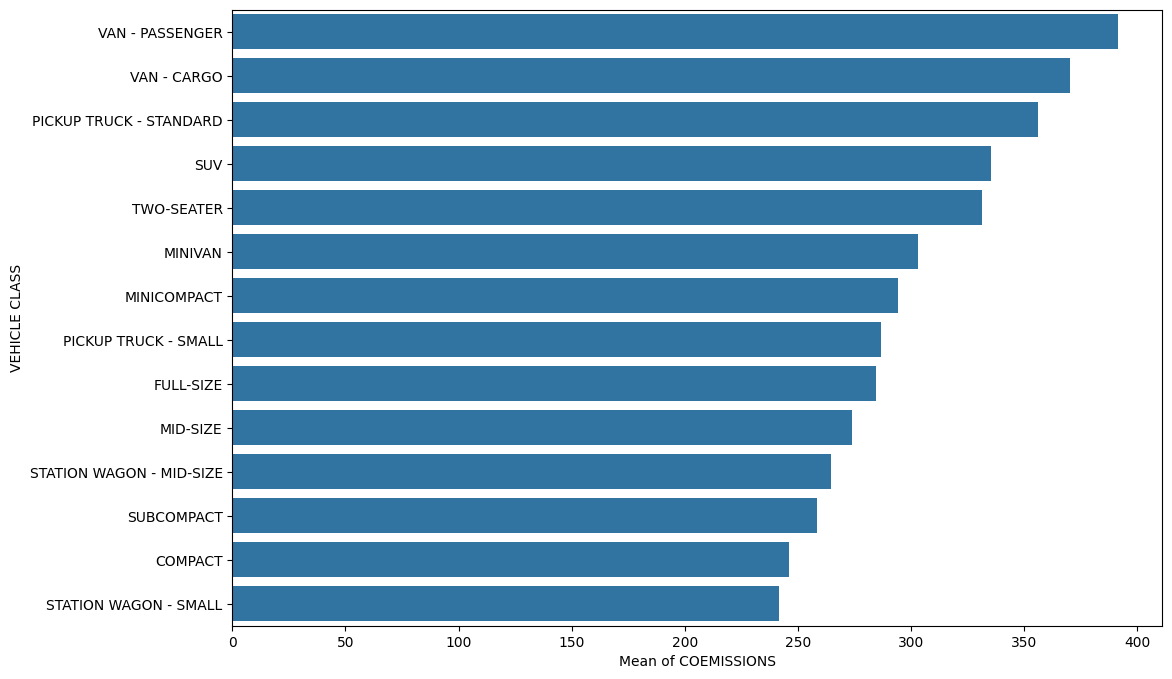 VEHICLE CLASS
VAN - PASSENGER
VAN - CARGO
PICKUP TRUCK - STANDARD
SUV
TWO-SEATER
MINIVAN
MINICOMPACT
PICKUP TRUCK - SMALL
FULL-SIZE
MID-SIZE
STATION WAGON - MID-SIZE
SUBCOMPACT
COMPACT
STATION WAGON - SMALL
0 50 100 150 200 250 300 350 400
Mean of COEMISSIONS